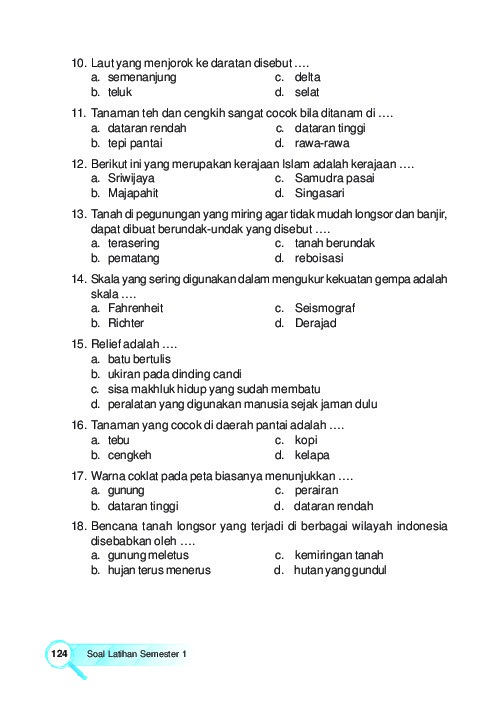 10. Laut yang menjorok ke daratan disebut ….
a. semenanjung c. delta
b. teluk d. selat
11. Tanaman teh dan cengkih sangat cocok bila ditanam di ….
a. dataran rendah c. dataran tinggi
b. tepi pantai d. rawa-rawa
12. Berikut ini yang merupakan kerajaan Islam adalah kerajaan ….
a. Sriwijaya c. Samudra pasai
b. Majapahit d. Singasari
13. Tanah di pegunungan yang miring agar tidak mudah longsor dan banjir,
dapat dibuat berundak-undak yang disebut ….
a. terasering c. tanah berundak
b. pematang d. reboisasi
14. Skala yang sering digunakan dalam mengukur kekuatan gempa adalah
skala ….
a. Fahrenheit c. Seismograf
b. Richter d. Derajad
15. Relief adalah ….
a. batu bertulis
b. ukiran pada dinding candi
c. sisa makhluk hidup yang sudah membatu
d. peralatan yang digunakan manusia sejak jaman dulu
16. Tanaman yang cocok di daerah pantai adalah ….
a. tebu c. kopi
b. cengkeh d. kelapa
17. Warna coklat pada peta biasanya menunjukkan ….
a. gunung c. perairan
b. dataran tinggi d. dataran rendah
18. Bencana tanah longsor yang terjadi di berbagai wilayah indonesia
disebabkan oleh ….
a. gunung meletus c. kemiringan tanah
b. hujan terus menerus d. hutan yang gundul
124 Soal Latihan Semester 1